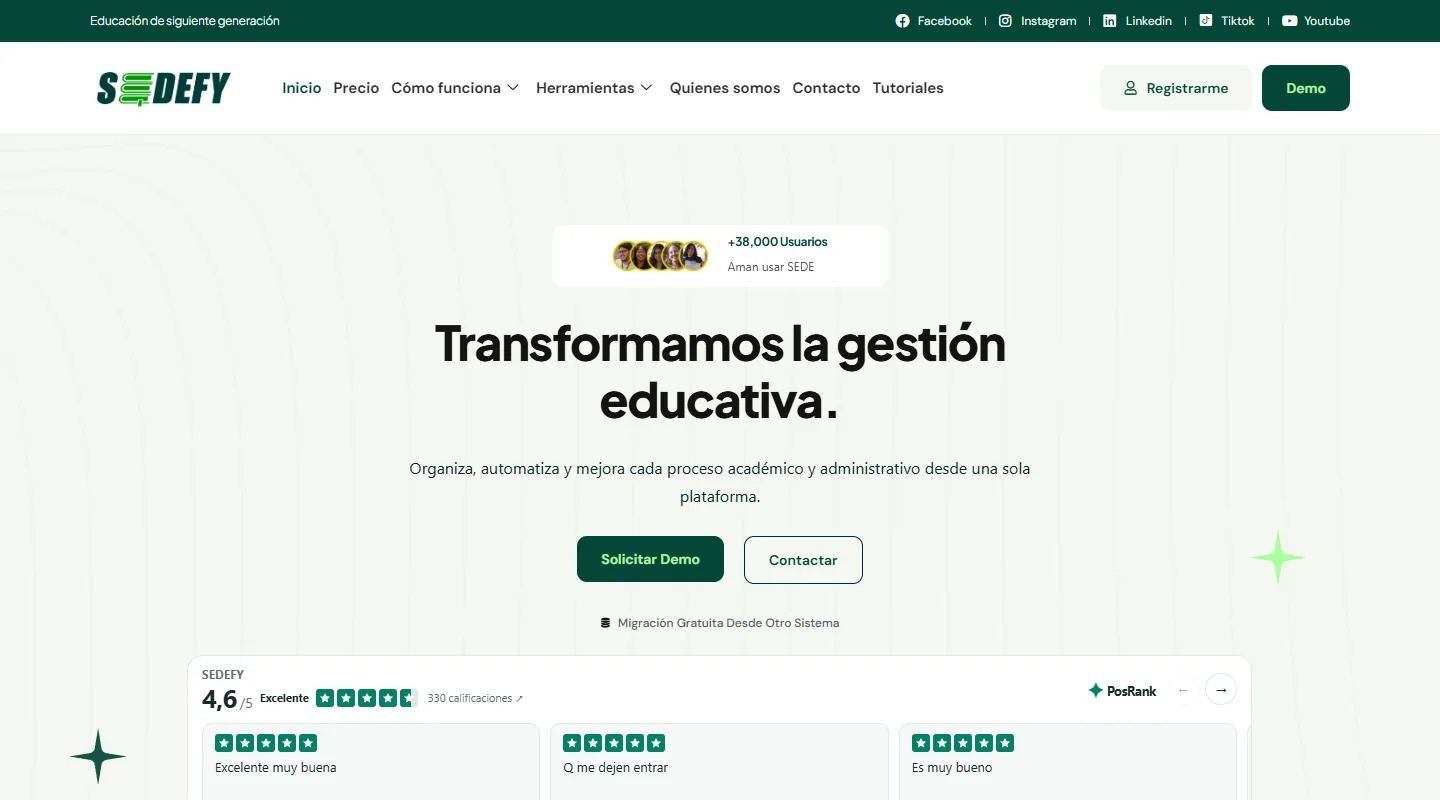 Educación de siguiente generación
Facebook
Instagram
Linkedin
Tiktok
Youtube
SEDEFY
Inicio
Precio
Cómo funciona
Herramientas
Quienes somos
Contacto
Tutoriales
Registrarme
Demo
+38,000 Usuarios
Aman usar SEDE
Transformamos la gestión
educativa.
Organiza, automatiza y mejora cada proceso académico y administrativo desde una sola
plataforma.
Solicitar Demo
Contactar
Migración Gratuita Desde Otro Sistema
SEDEFY
4,6 /5 Excelente 330 calificaciones ↗
PosRank ← →
Excelente muy buena
Q me dejen entrar
Es muy bueno